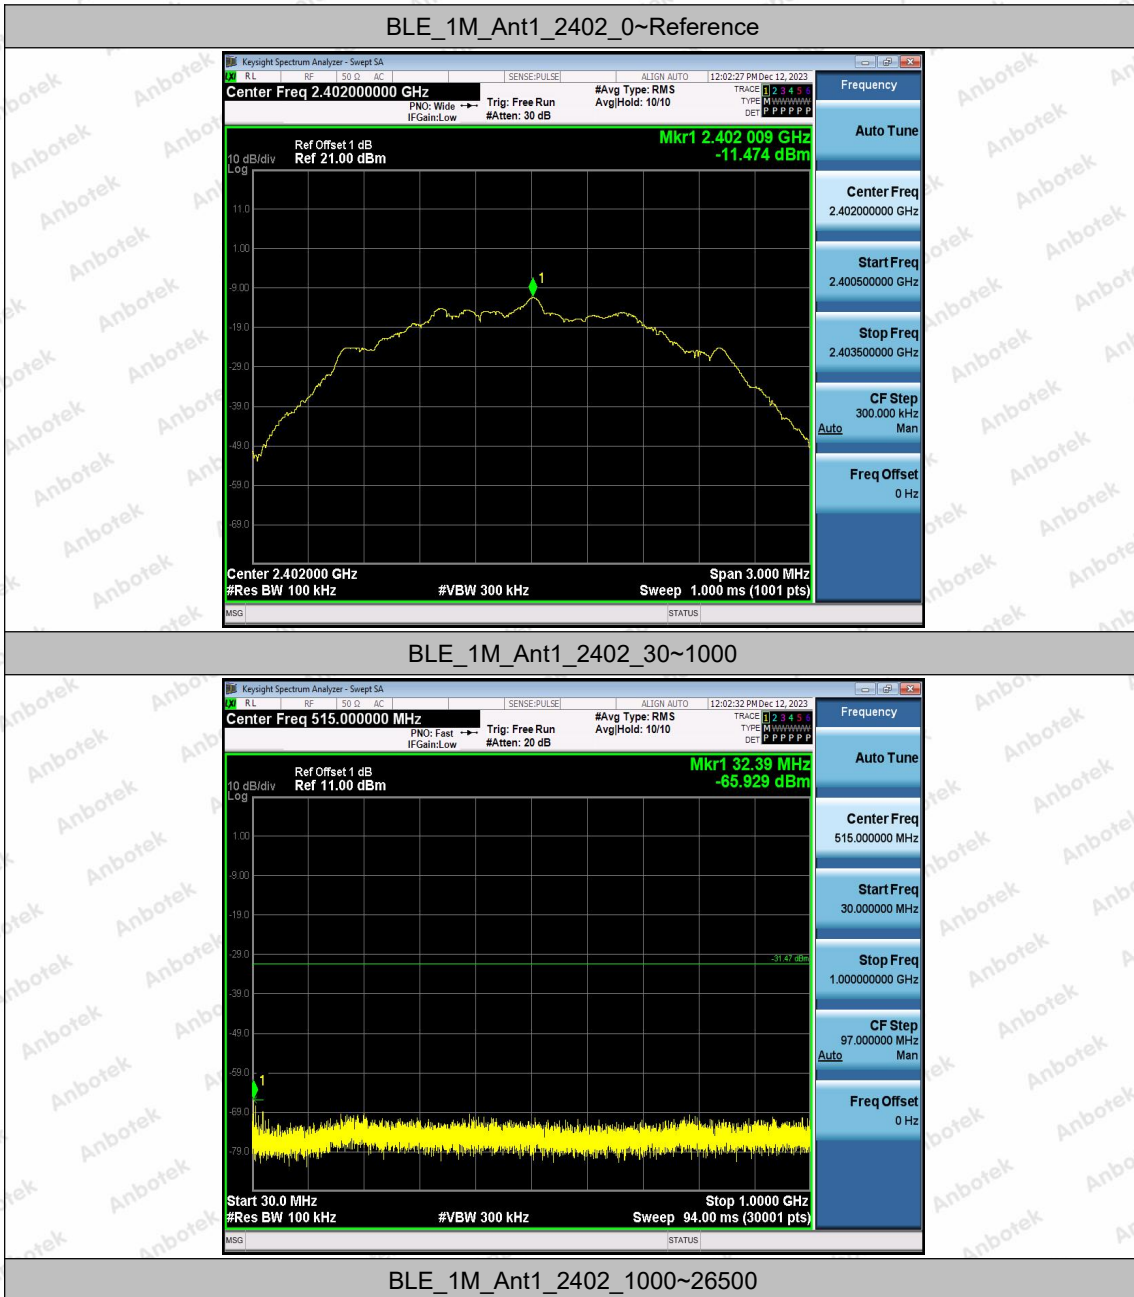 BLE_1M_Ant1_2402_0~Reference
Keysight Spectrum Analyzer - Swept SA
LXI RL RF 50 Ω AC SENSE:PULSE ALIGN AUTO 12:02:27 PM Dec 12, 2023
Center Freq 2.402000000 GHz
PNO: Wide
IFGain:Low
Trig: Free Run
#Atten: 30 dB
#Avg Type: RMS
Avg|Hold: 10/10
TRACE 1 2 3 4 5 6
TYPE M W W W W W
DET P P P P P P
Frequency
Auto Tune
Center Freq
2.402000000 GHz
Start Freq
2.400500000 GHz
Stop Freq
2.403500000 GHz
CF Step
300.000 kHz
Auto Man
Freq Offset
0 Hz
Mkr1 2.402 009 GHz
-11.474 dBm
Ref Offset 1 dB
10 dB/div Ref 21.00 dBm
Log
11.0
1.00
-9.00
-19.0
-29.0
-39.0
-49.0
-59.0
-69.0
1
Center 2.402000 GHz Span 3.000 MHz
#Res BW 100 kHz #VBW 300 kHz Sweep 1.000 ms (1001 pts)
MSG STATUS
BLE_1M_Ant1_2402_30~1000
Keysight Spectrum Analyzer - Swept SA
LXI RL RF 50 Ω AC SENSE:PULSE ALIGN AUTO 12:02:32 PM Dec 12, 2023
Center Freq 515.000000 MHz
PNO: Fast
IFGain:Low
Trig: Free Run
#Atten: 20 dB
#Avg Type: RMS
Avg|Hold: 10/10
TRACE 1 2 3 4 5 6
TYPE M W W W W W
DET P P P P P P
Frequency
Auto Tune
Center Freq
515.000000 MHz
Start Freq
30.000000 MHz
Stop Freq
1.000000000 GHz
CF Step
97.000000 MHz
Auto Man
Freq Offset
0 Hz
Mkr1 32.39 MHz
-65.929 dBm
Ref Offset 1 dB
10 dB/div Ref 11.00 dBm
Log
1.00
-9.00
-19.0
-29.0
-39.0
-49.0
-59.0
-69.0
-79.0
-31.47 dBm
1
Start 30.0 MHz Stop 1.0000 GHz
#Res BW 100 kHz #VBW 300 kHz Sweep 94.00 ms (30001 pts)
MSG STATUS
BLE_1M_Ant1_2402_1000~26500